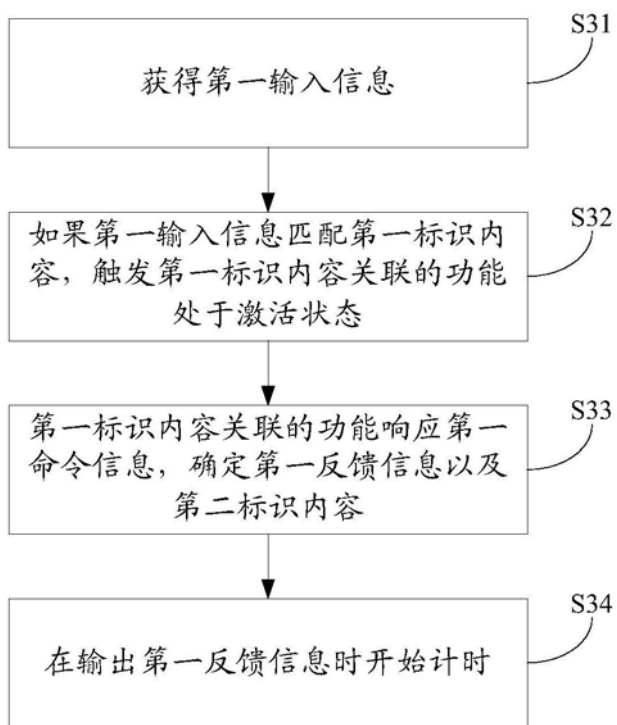 S31
获得第一输入信息
S32
如果第一输入信息匹配第一标识内
容，触发第一标识内容关联的功能
处于激活状态
S33
第一标识内容关联的功能响应第一
命令信息，确定第一反馈信息以及
第二标识内容
S34
在输出第一反馈信息时开始计时